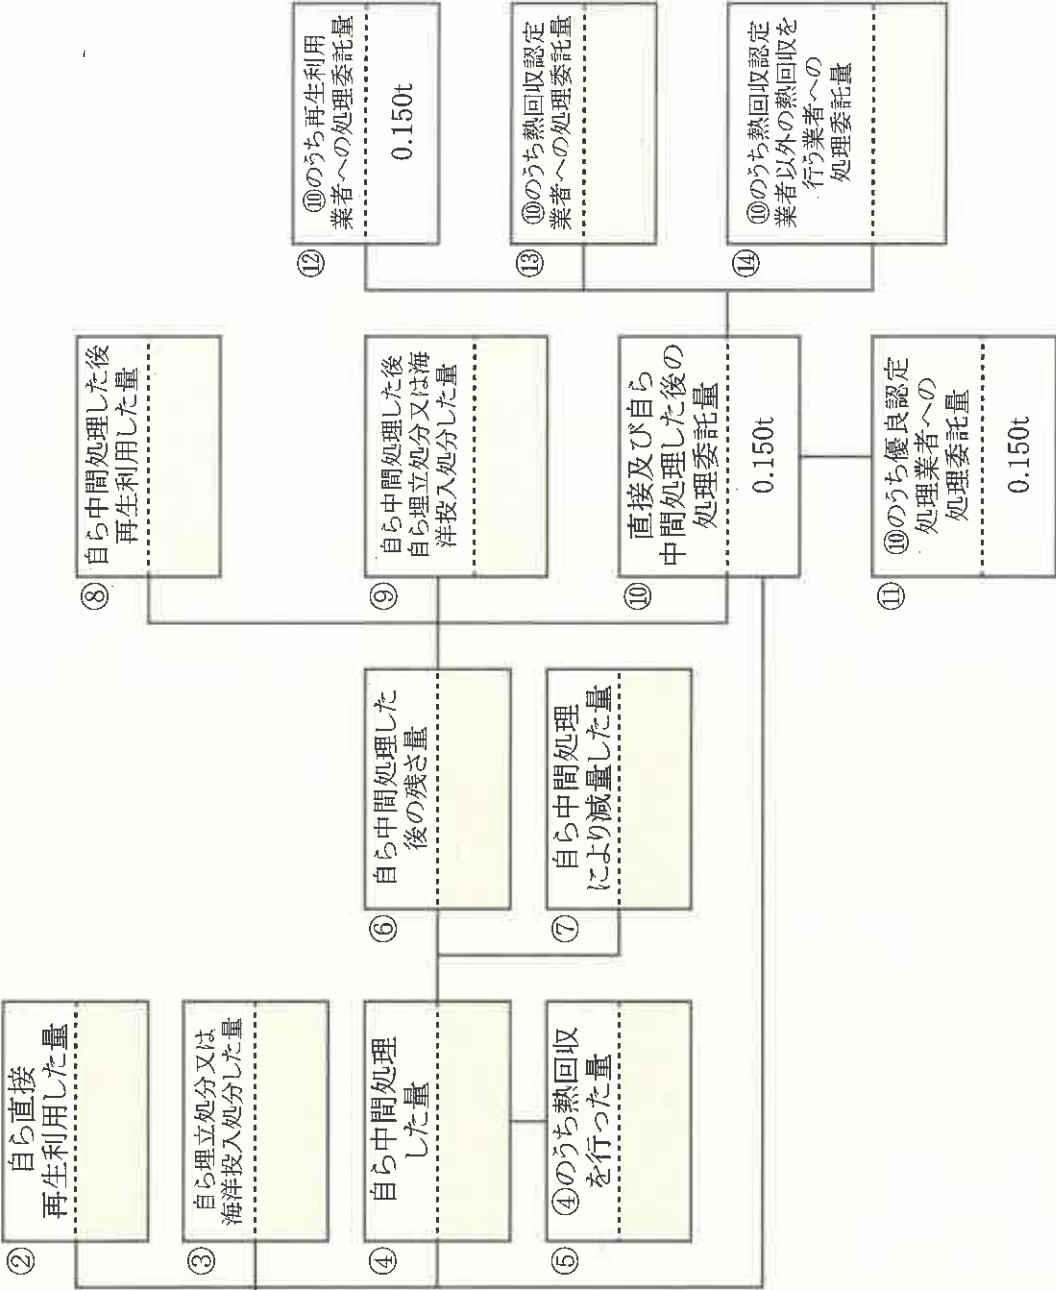 ②
自ら直接
再生利用した量
③
自ら埋立処分又は
海洋投入処分した量
④
自ら中間処理
した量
⑤
④のうち熱回収
を行った量
⑥
自ら中間処理した
後の残さ量
⑦
自ら中間処理
により減量した量
⑧
自ら中間処理した後
再生利用した量
⑨
自ら中間処理した後
自ら埋立処分又は海
洋投入処分した量
⑩
直接及び自ら
中間処理した後の
処理委託量
0.150t
⑪
⑩のうち優良認定
処理業者への
処理委託量
0.150t
⑫
⑩のうち再生利用
業者への処理委託量
0.150t
⑬
⑩のうち熱回収認定
業者への処理委託量
⑭
⑩のうち熱回収認定
業者以外の熱回収を
行う業者への
処理委託量